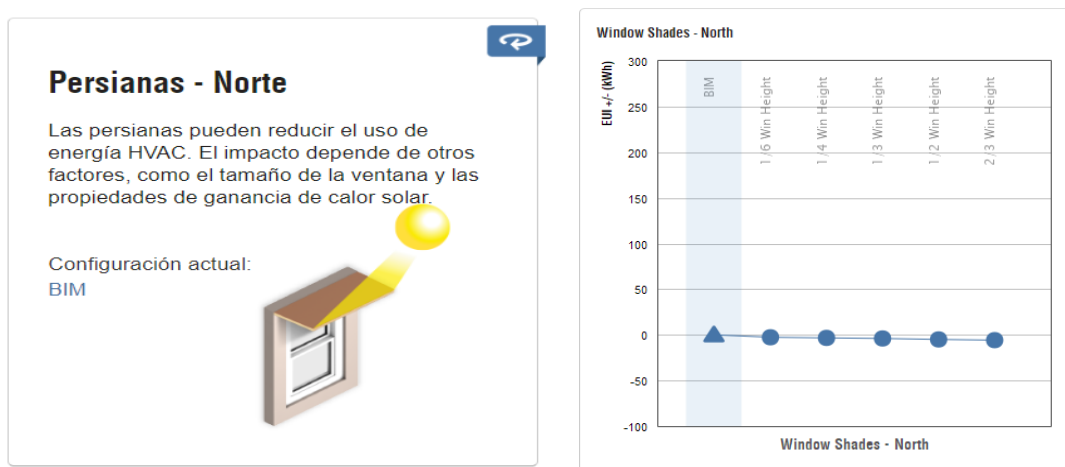 Persianas - Norte
Las persianas pueden reducir el uso de
energía HVAC. El impacto depende de otros
factores, como el tamaño de la ventana y las
propiedades de ganancia de calor solar.
Configuración actual:
BIM
Window Shades - North
EUI +/- (kWh)
300
250
200
150
100
50
0
-50
-100
BIM
1/6 Win Height
1/4 Win Height
1/3 Win Height
1/2 Win Height
2/3 Win Height
Window Shades - North